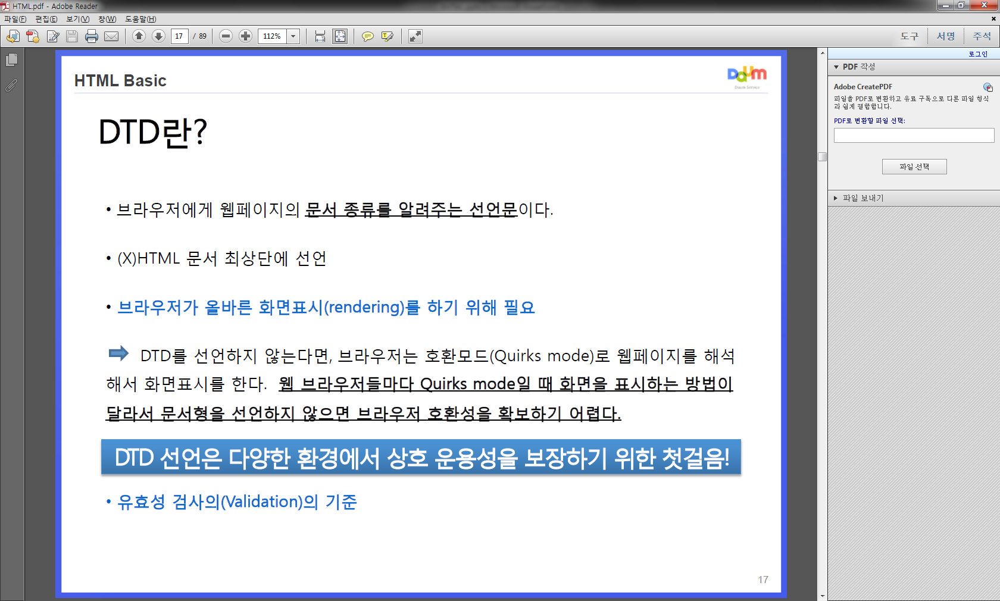 HTML.pdf - Adobe Reader
파일(F) 편집(E) 보기(V) 창(W) 도움말(H)
17 / 89 112% 도구 서명 주석
로그인
PDF 작성
Adobe CreatePDF
파일을 PDF로 변환하고 유료 구독으로 다른 파일 형식
과 쉽게 결합합니다.
PDF로 변환할 파일 선택:
파일 선택
파일 보내기
HTML Basic
Daum
Daum Service
DTD란?
• 브라우저에게 웹페이지의 문서 종류를 알려주는 선언문이다.
• (X)HTML 문서 최상단에 선언
• 브라우저가 올바른 화면표시(rendering)를 하기 위해 필요
DTD를 선언하지 않는다면, 브라우저는 호환모드(Quirks mode)로 웹페이지를 해석
해서 화면표시를 한다. 웹 브라우저들마다 Quirks mode일 때 화면을 표시하는 방법이
달라서 문서형을 선언하지 않으면 브라우저 호환성을 확보하기 어렵다.
DTD 선언은 다양한 환경에서 상호 운용성을 보장하기 위한 첫걸음!
• 유효성 검사의(Validation)의 기준
17